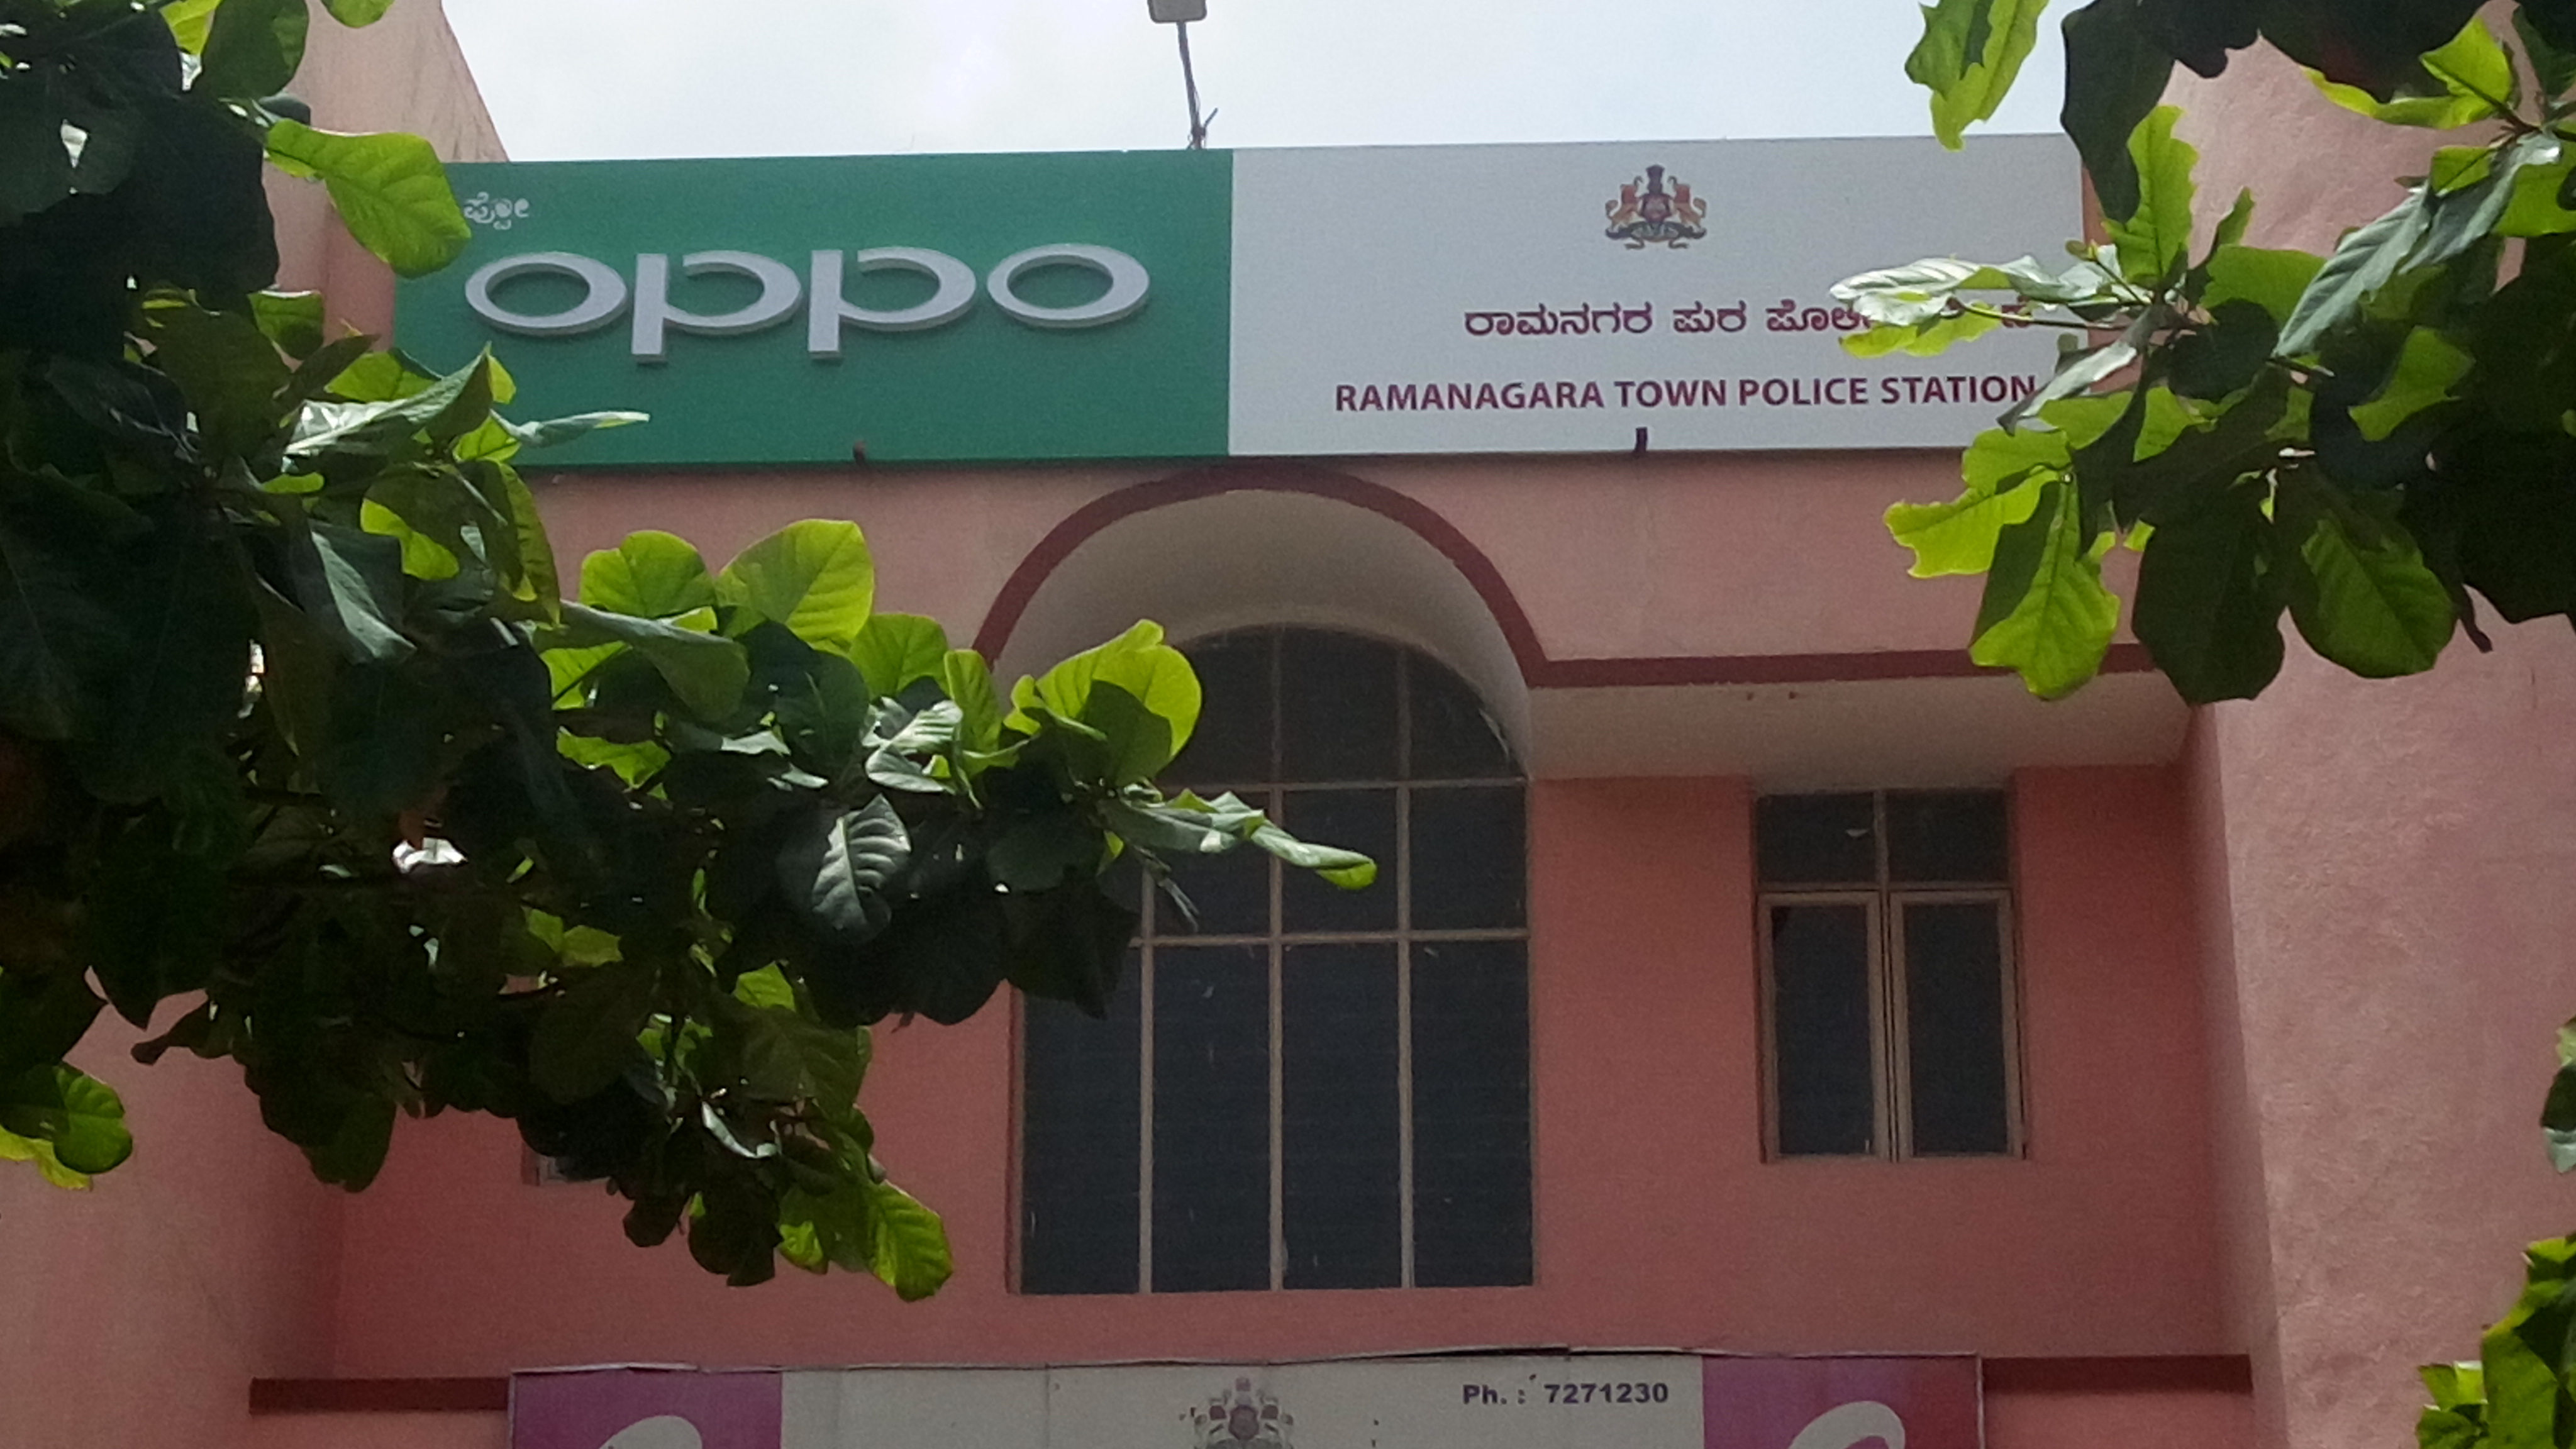 oppo
ರಾಮನಗರ ಪುರ
RAMANAGARA TOWN POLICE STATION
Ph. : 7271230